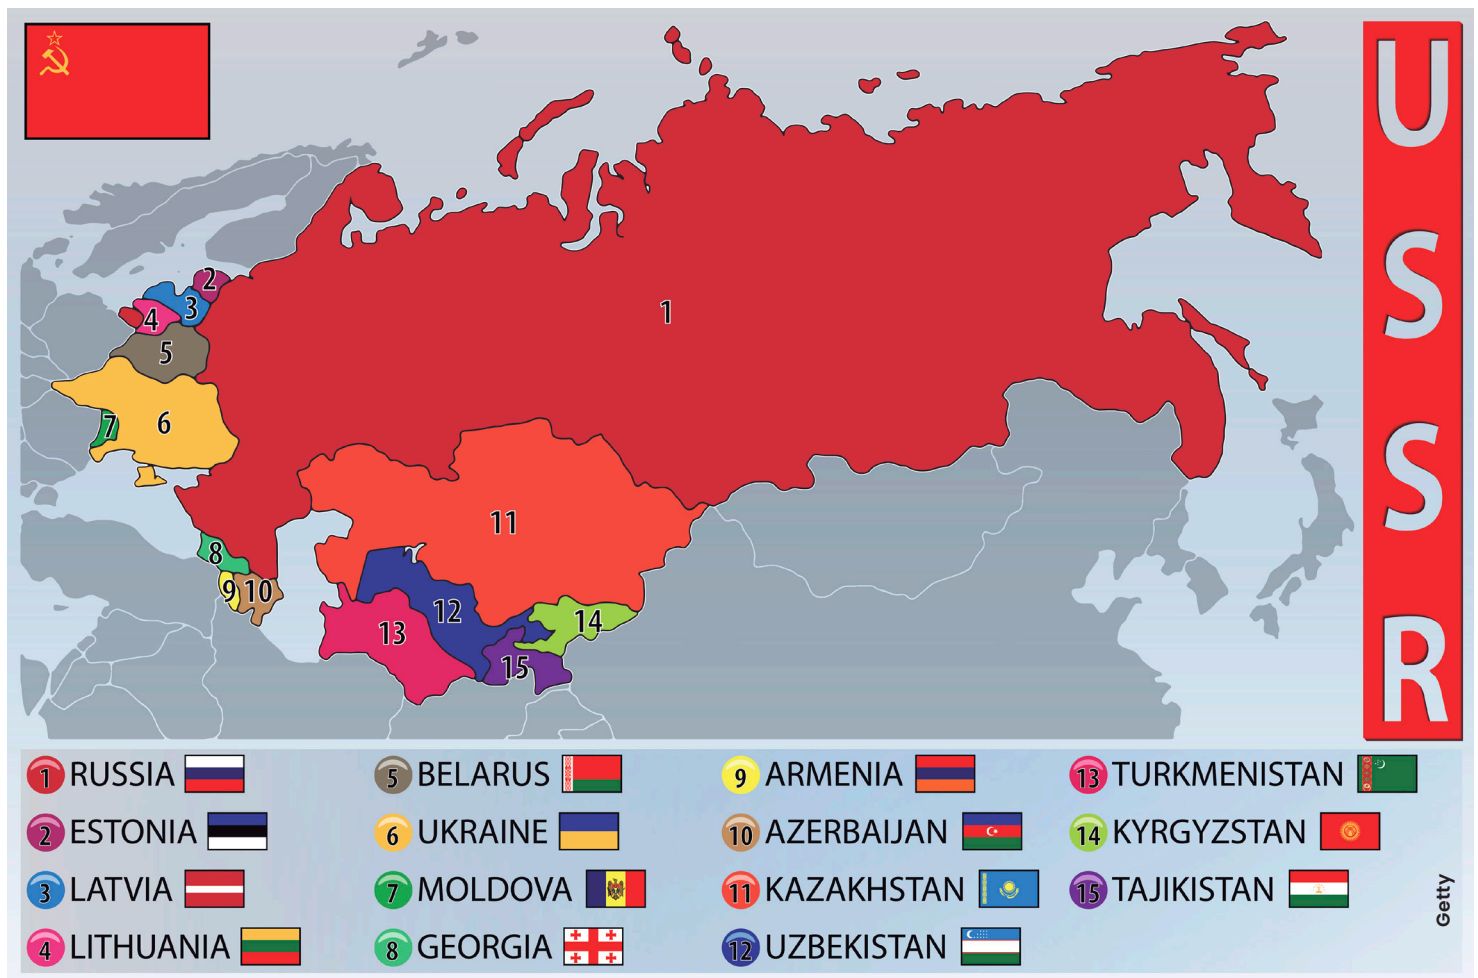 U
S
S
R
2
3
4
1
5
6
7
11
8
9
10
12
14
13
15
1 RUSSIA
2 ESTONIA
3 LATVIA
4 LITHUANIA
5 BELARUS
6 UKRAINE
7 MOLDOVA
8 GEORGIA
9 ARMENIA
10 AZERBAIJAN
11 KAZAKHSTAN
12 UZBEKISTAN
13 TURKMENISTAN
14 KYRGYZSTAN
15 TAJIKISTAN
Getty